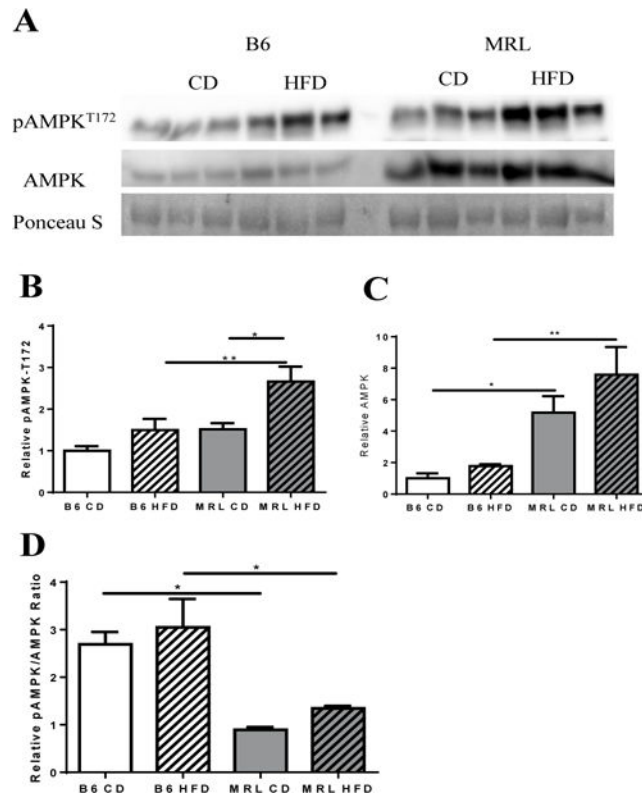 A
B6 MRL
CD HFD CD HFD
pAMPK^T172
AMPK
Ponceau S
B
Relative pAMPK-T172
4
3
2
1
0
*
**
B6 CD
B6 HFD
MRL CD
MRL HFD
C
Relative AMPK
10
8
6
4
2
0
**
*
B6 CD
B6 HFD
MRL CD
MRL HFD
D
Relative pAMPK/AMPK Ratio
4
3
2
1
0
*
*
B6 CD
B6 HFD
MRL CD
MRL HFD